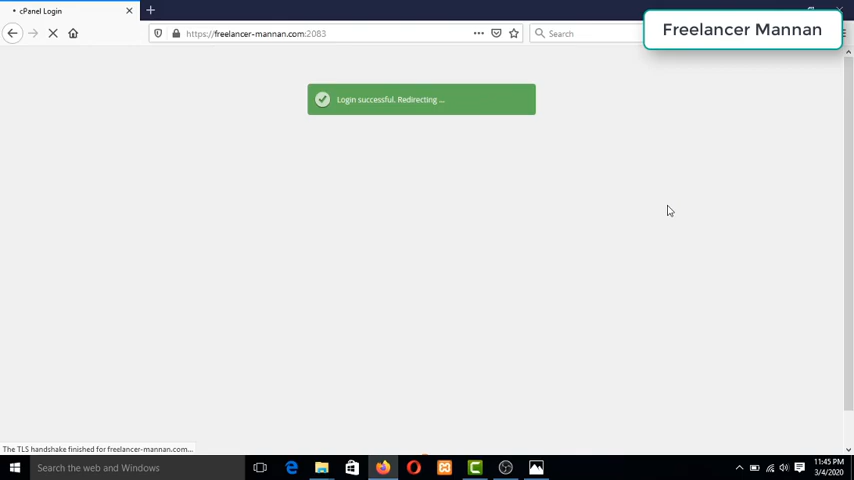 cPanel Login
https://freelancer-mannan.com:2083
Search
Freelancer Mannan
Login successful. Redirecting ...
The TLS handshake finished for freelancer-mannan.com...
Search the web and Windows
11:45 PM
3/4/2020